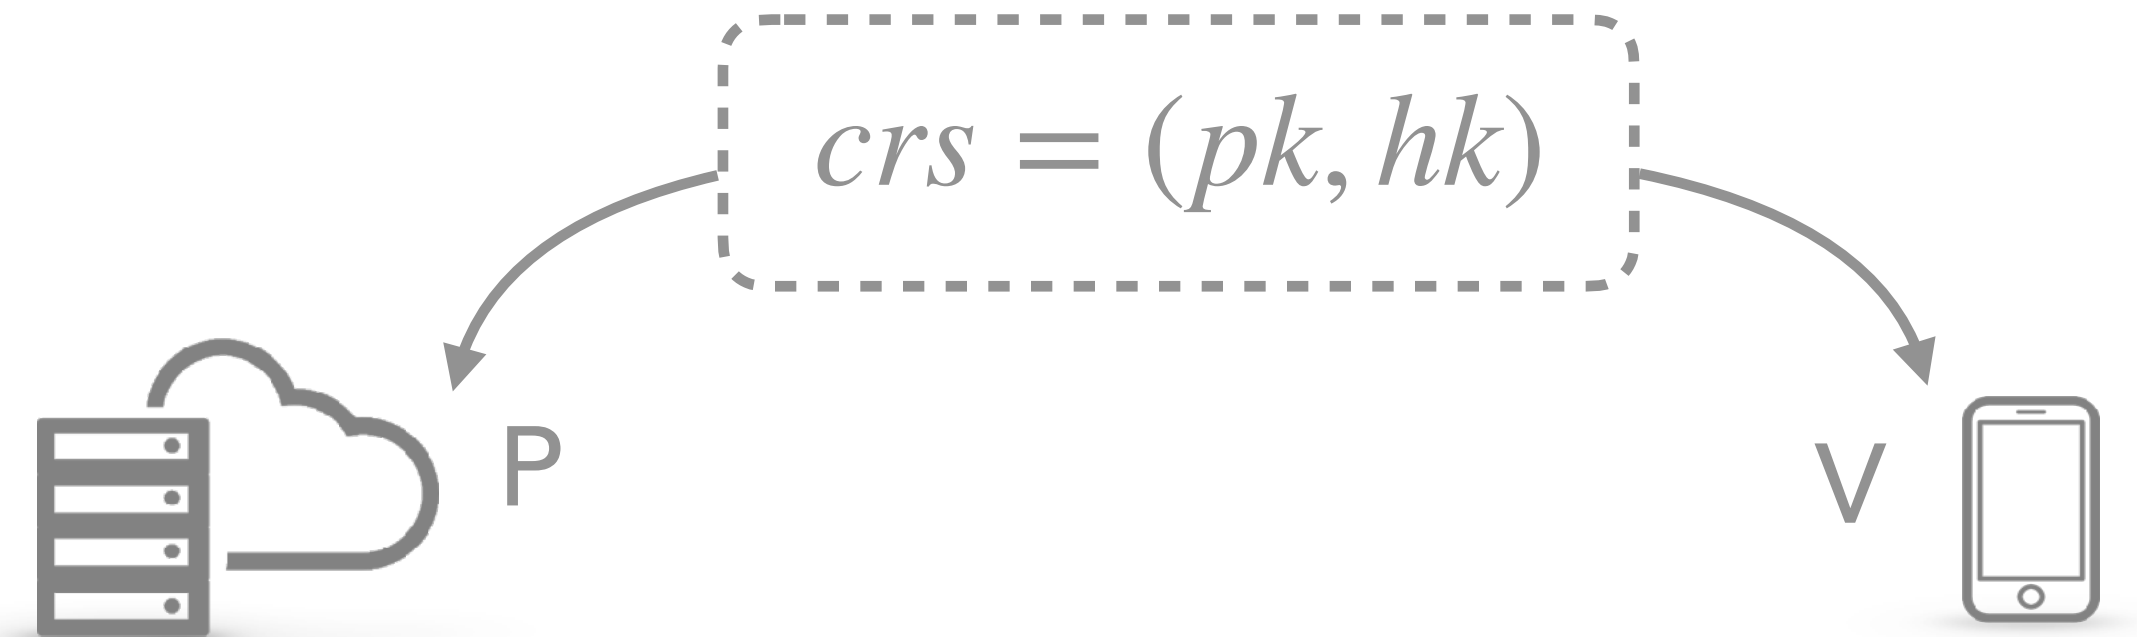 crs = (pk, hk)
P
V